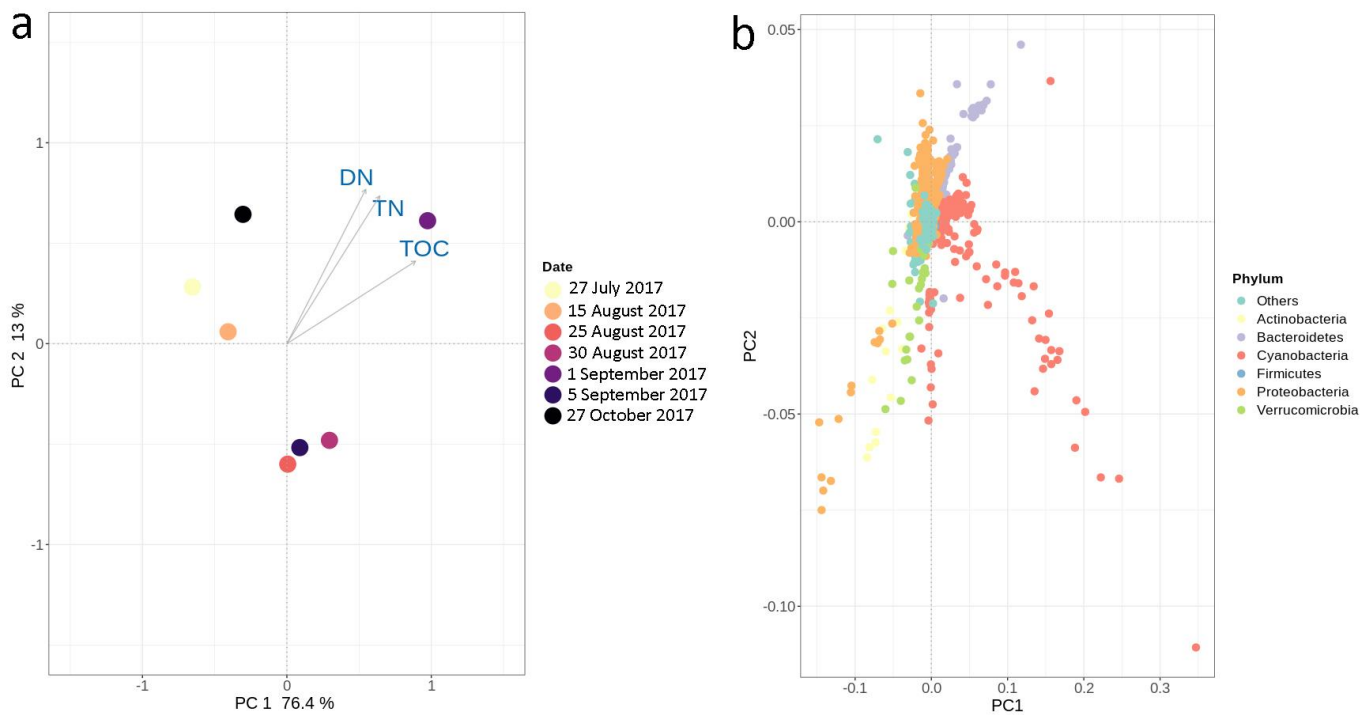 a
DN
TN
TOC
1
0
-1
PC 2 13 %
-1
0
1
PC 1 76.4 %
Date
27 July 2017
15 August 2017
25 August 2017
30 August 2017
1 September 2017
5 September 2017
27 October 2017
b
0.05
0.00
-0.05
-0.10
PC2
-0.1
0.0
0.1
0.2
0.3
PC1
Phylum
Others
Actinobacteria
Bacteroidetes
Cyanobacteria
Firmicutes
Proteobacteria
Verrucomicrobia